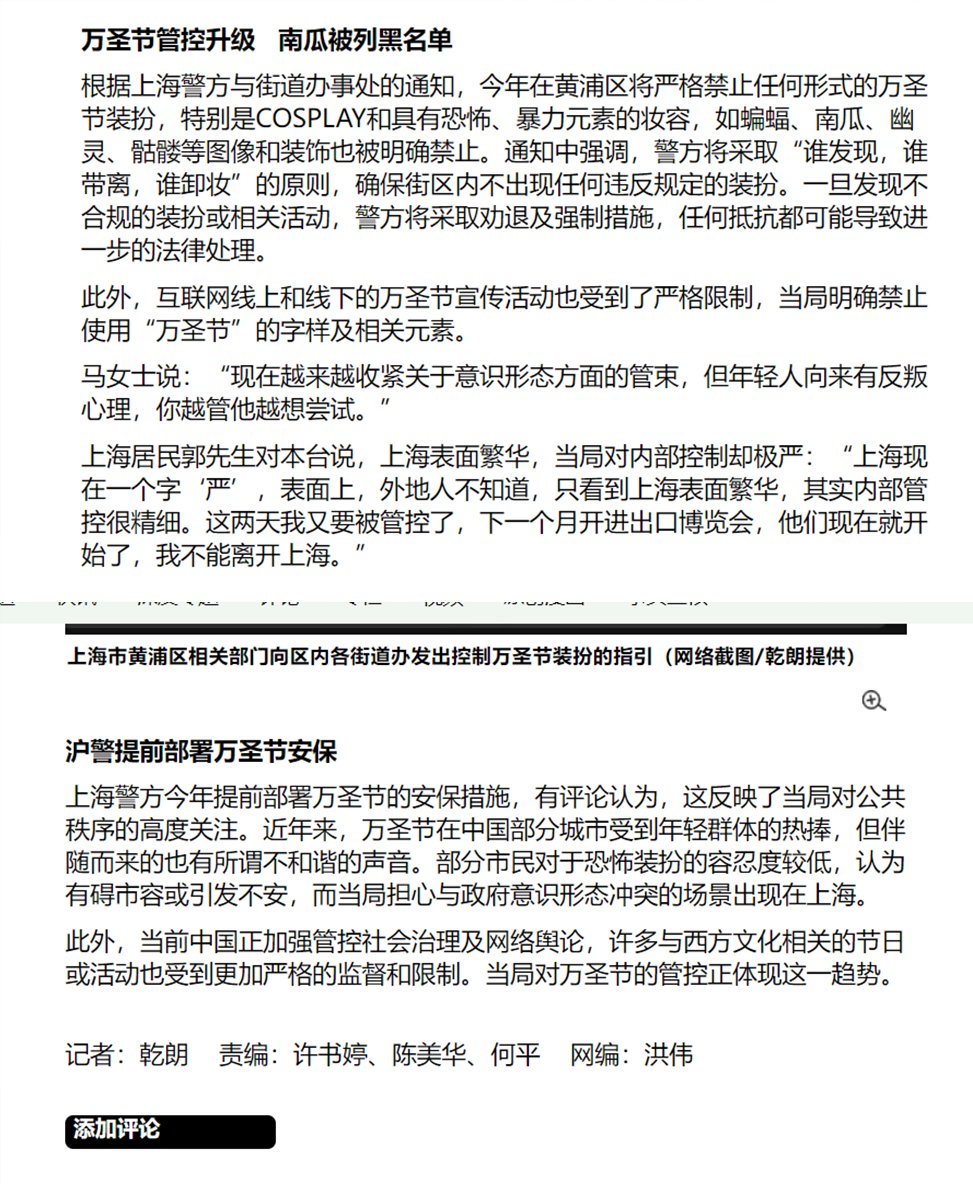 万圣节管控升级 南瓜被列黑名单
根据上海警方与街道办事处的通知，今年在黄浦区将严格禁止任何形式的万圣
节装扮，特别是COSPLAY和具有恐怖、暴力元素的妆容，如蝙蝠、南瓜、幽
灵、骷髅等图像和装饰也被明确禁止。通知中强调，警方将采取“谁发现，谁
带离，谁卸妆”的原则，确保街区内不出现任何违反规定的装扮。一旦发现不
合规的装扮或相关活动，警方将采取劝退及强制措施，任何抵抗都可能导致进
一步的法律处理。
此外，互联网线上和线下的万圣节宣传活动也受到了严格限制，当局明确禁止
使用“万圣节”的字样及相关元素。
马女士说：“现在越来越收紧关于意识形态方面的管束，但年轻人向来有反叛
心理，你越管他越想尝试。”
上海居民郭先生对本台说，上海表面繁华，当局对内部控制却极严：“上海现
在一个字‘严’，表面上，外地人不知道，只看到上海表面繁华，其实内部管
控很精细。这两天我又要被管控了，下一个月开进出口博览会，他们现在就开
始了，我不能离开上海。”
上海市黄浦区相关部门向区内各街道办发出控制万圣节装扮的指引（网络截图/乾朗提供）
沪警提前部署万圣节安保
上海警方今年提前部署万圣节的安保措施，有评论认为，这反映了当局对公共
秩序的高度关注。近年来，万圣节在中国部分城市受到年轻群体的热捧，但伴
随而来的也有所谓不和谐的声音。部分市民对于恐怖装扮的容忍度较低，认为
有碍市容或引发不安，而当局担心与政府意识形态冲突的场景出现在上海。
此外，当前中国正加强管控社会治理及网络舆论，许多与西方文化相关的节日
或活动也受到更加严格的监督和限制。当局对万圣节的管控正体现这一趋势。
记者：乾朗 责编：许书婷、陈美华、何平 网编：洪伟
添加评论